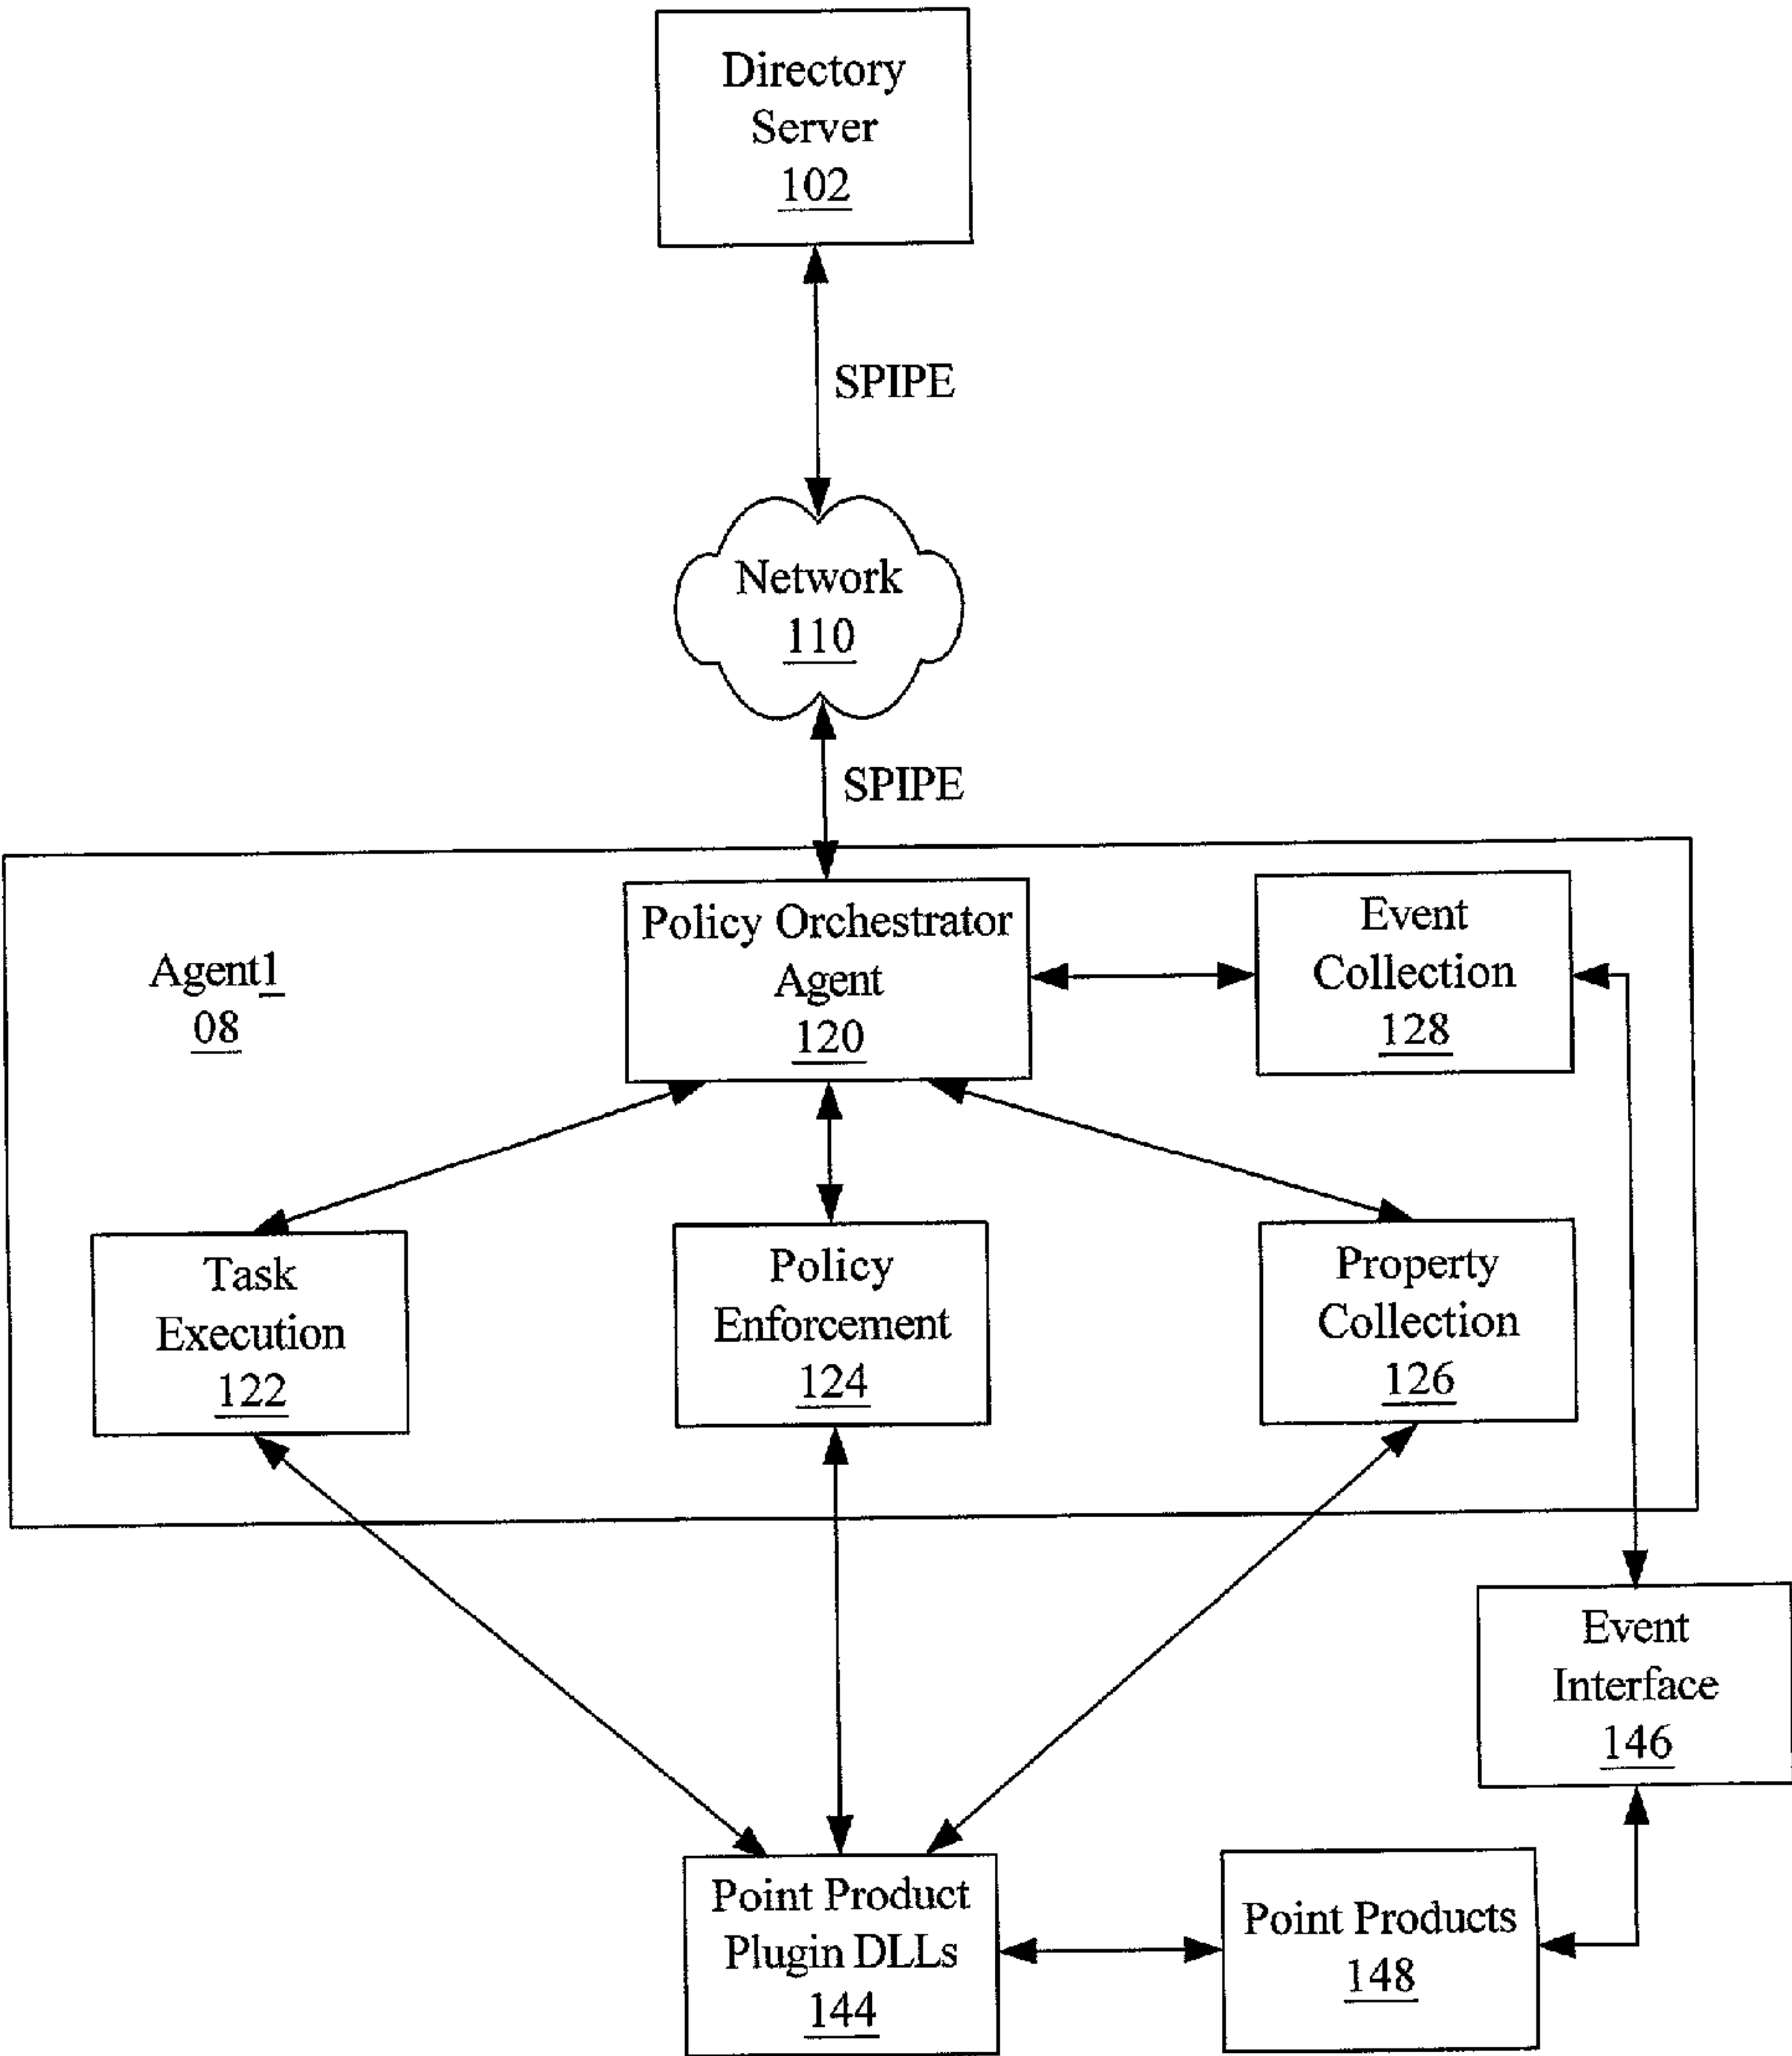 Directory
Server
102
SPIPE
Network
110
SPIPE
Agent1
08
Policy Orchestrator
Agent
120
Event
Collection
128
Task
Execution
122
Policy
Enforcement
124
Property
Collection
126
Event
Interface
146
Point Product
Plugin DLLs
144
Point Products
148